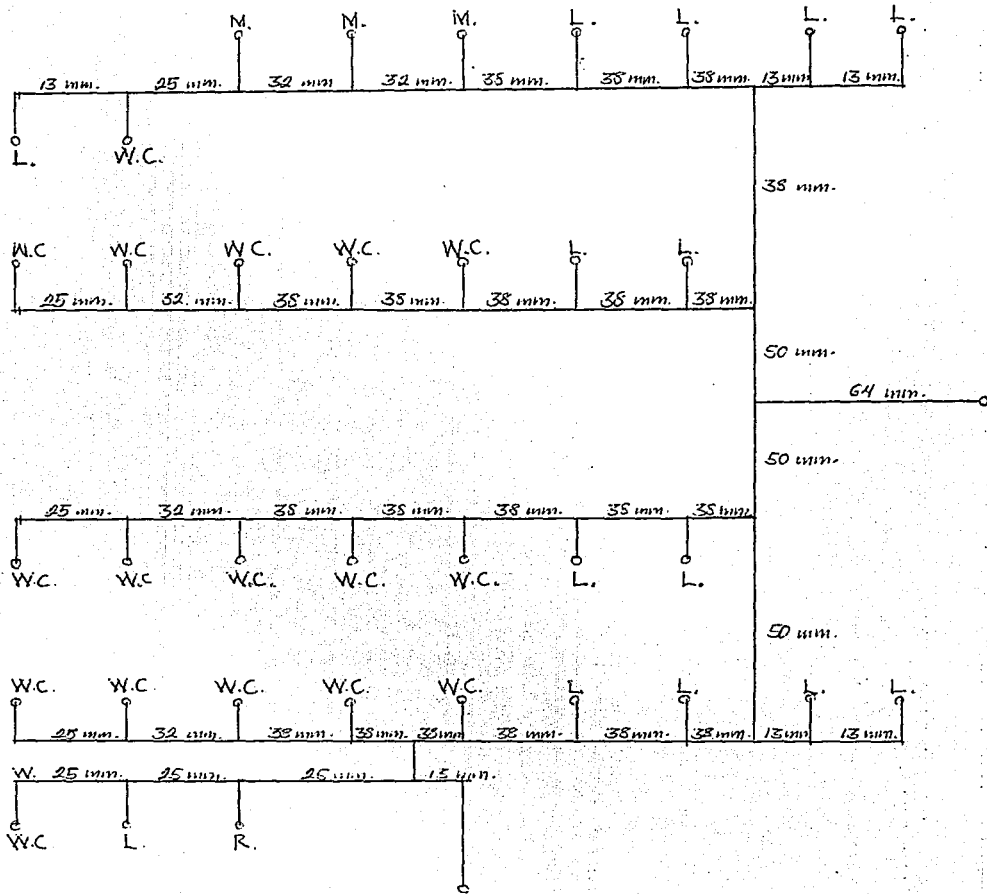 M. M. M. L. L. L. L.
13 mm. 25 mm. 32 mm 32 mm. 38 mm. 38 mm. 38 mm. 13 mm 13 mm.
L. W.C.
38 mm.
W.C W.C W.C. W.C. W.C. L. L.
25 mm. 32 mm. 38 mm. 38 mm. 38 mm. 38 mm. 38 mm.
50 mm.
64 mm.
50 mm.
25 mm. 32 mm. 38 mm. 38 mm. 38 mm. 38 mm. 38 mm.
W.C. W.C W.C. W.C. W.C. L. L.
50 mm.
W.C. W.C. W.C. W.C. W.C. L. L. L. L.
25 mm. 32 mm. 38 mm. 38 mm. 38 mm 38 mm. 38 mm. 38 mm. 13 mm 13 mm.
W. 25 mm. 25 mm. 25 mm. 13 mm.
W.C L. R.